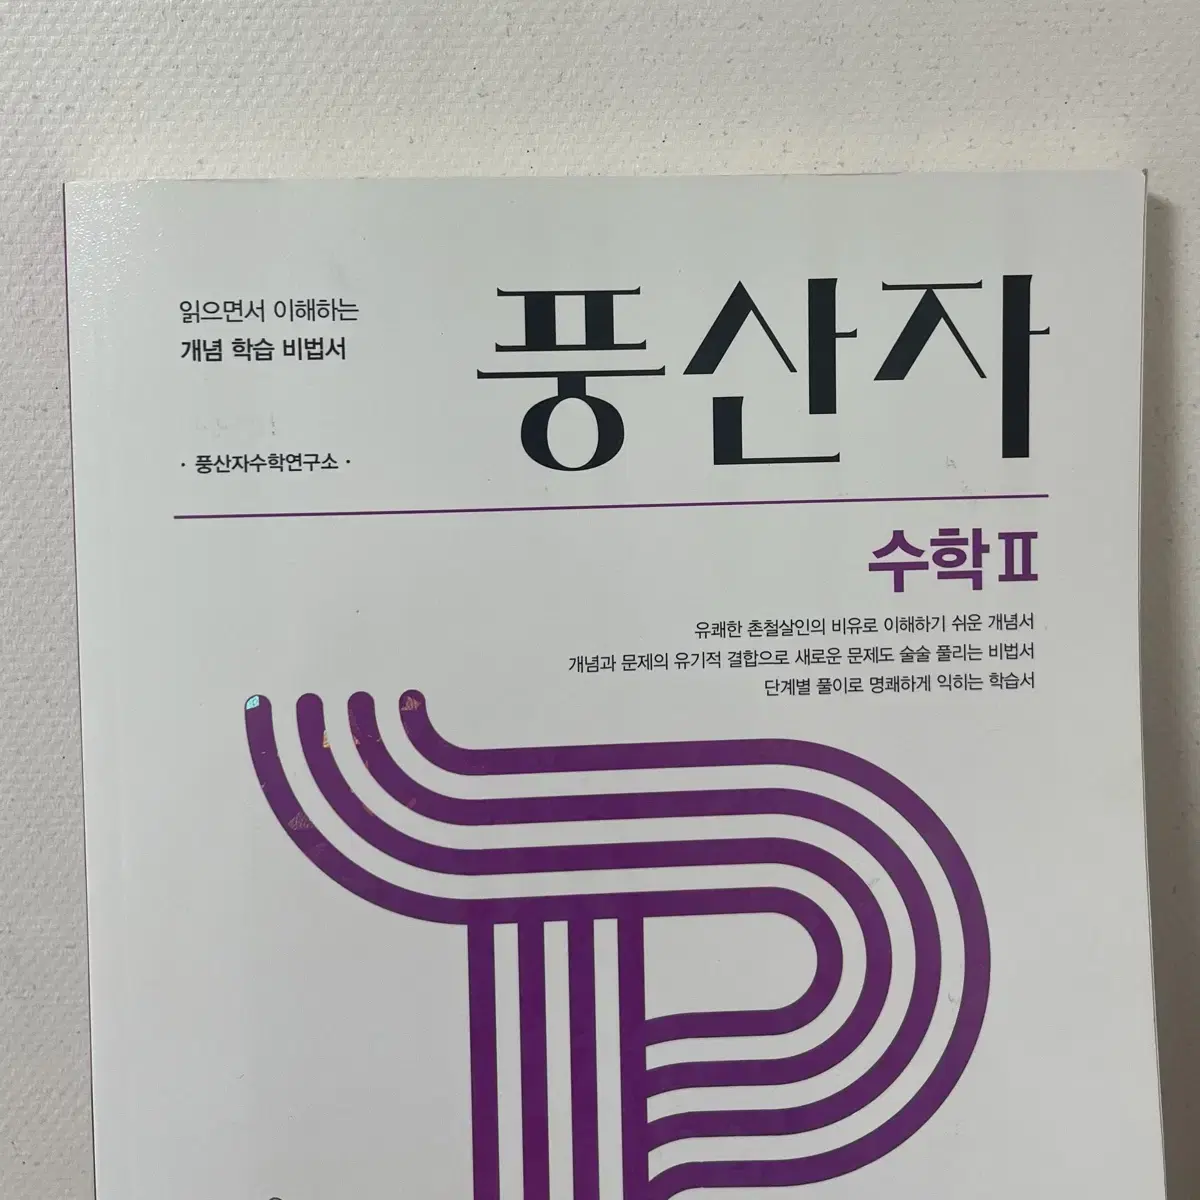 읽으면서 이해하는
개념 학습 비법서
· 풍산자수학연구소 ·
풍산자
수학 II
유쾌한 촌철살인의 비유로 이해하기 쉬운 개념서
개념과 문제의 유기적 결합으로 새로운 문제도 술술 풀리는 비법서
단계별 풀이로 명쾌하게 익히는 학습서